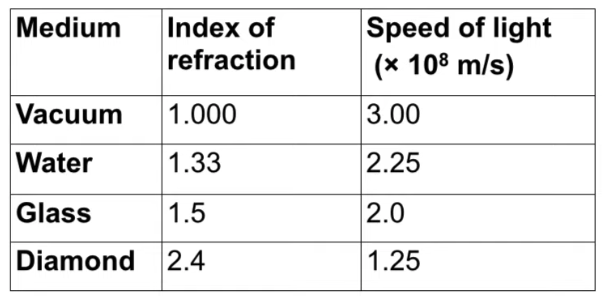 Medium Index of refraction Speed of light (× 10⁸ m/s)
Vacuum 1.000 3.00
Water 1.33 2.25
Glass 1.5 2.0
Diamond 2.4 1.25